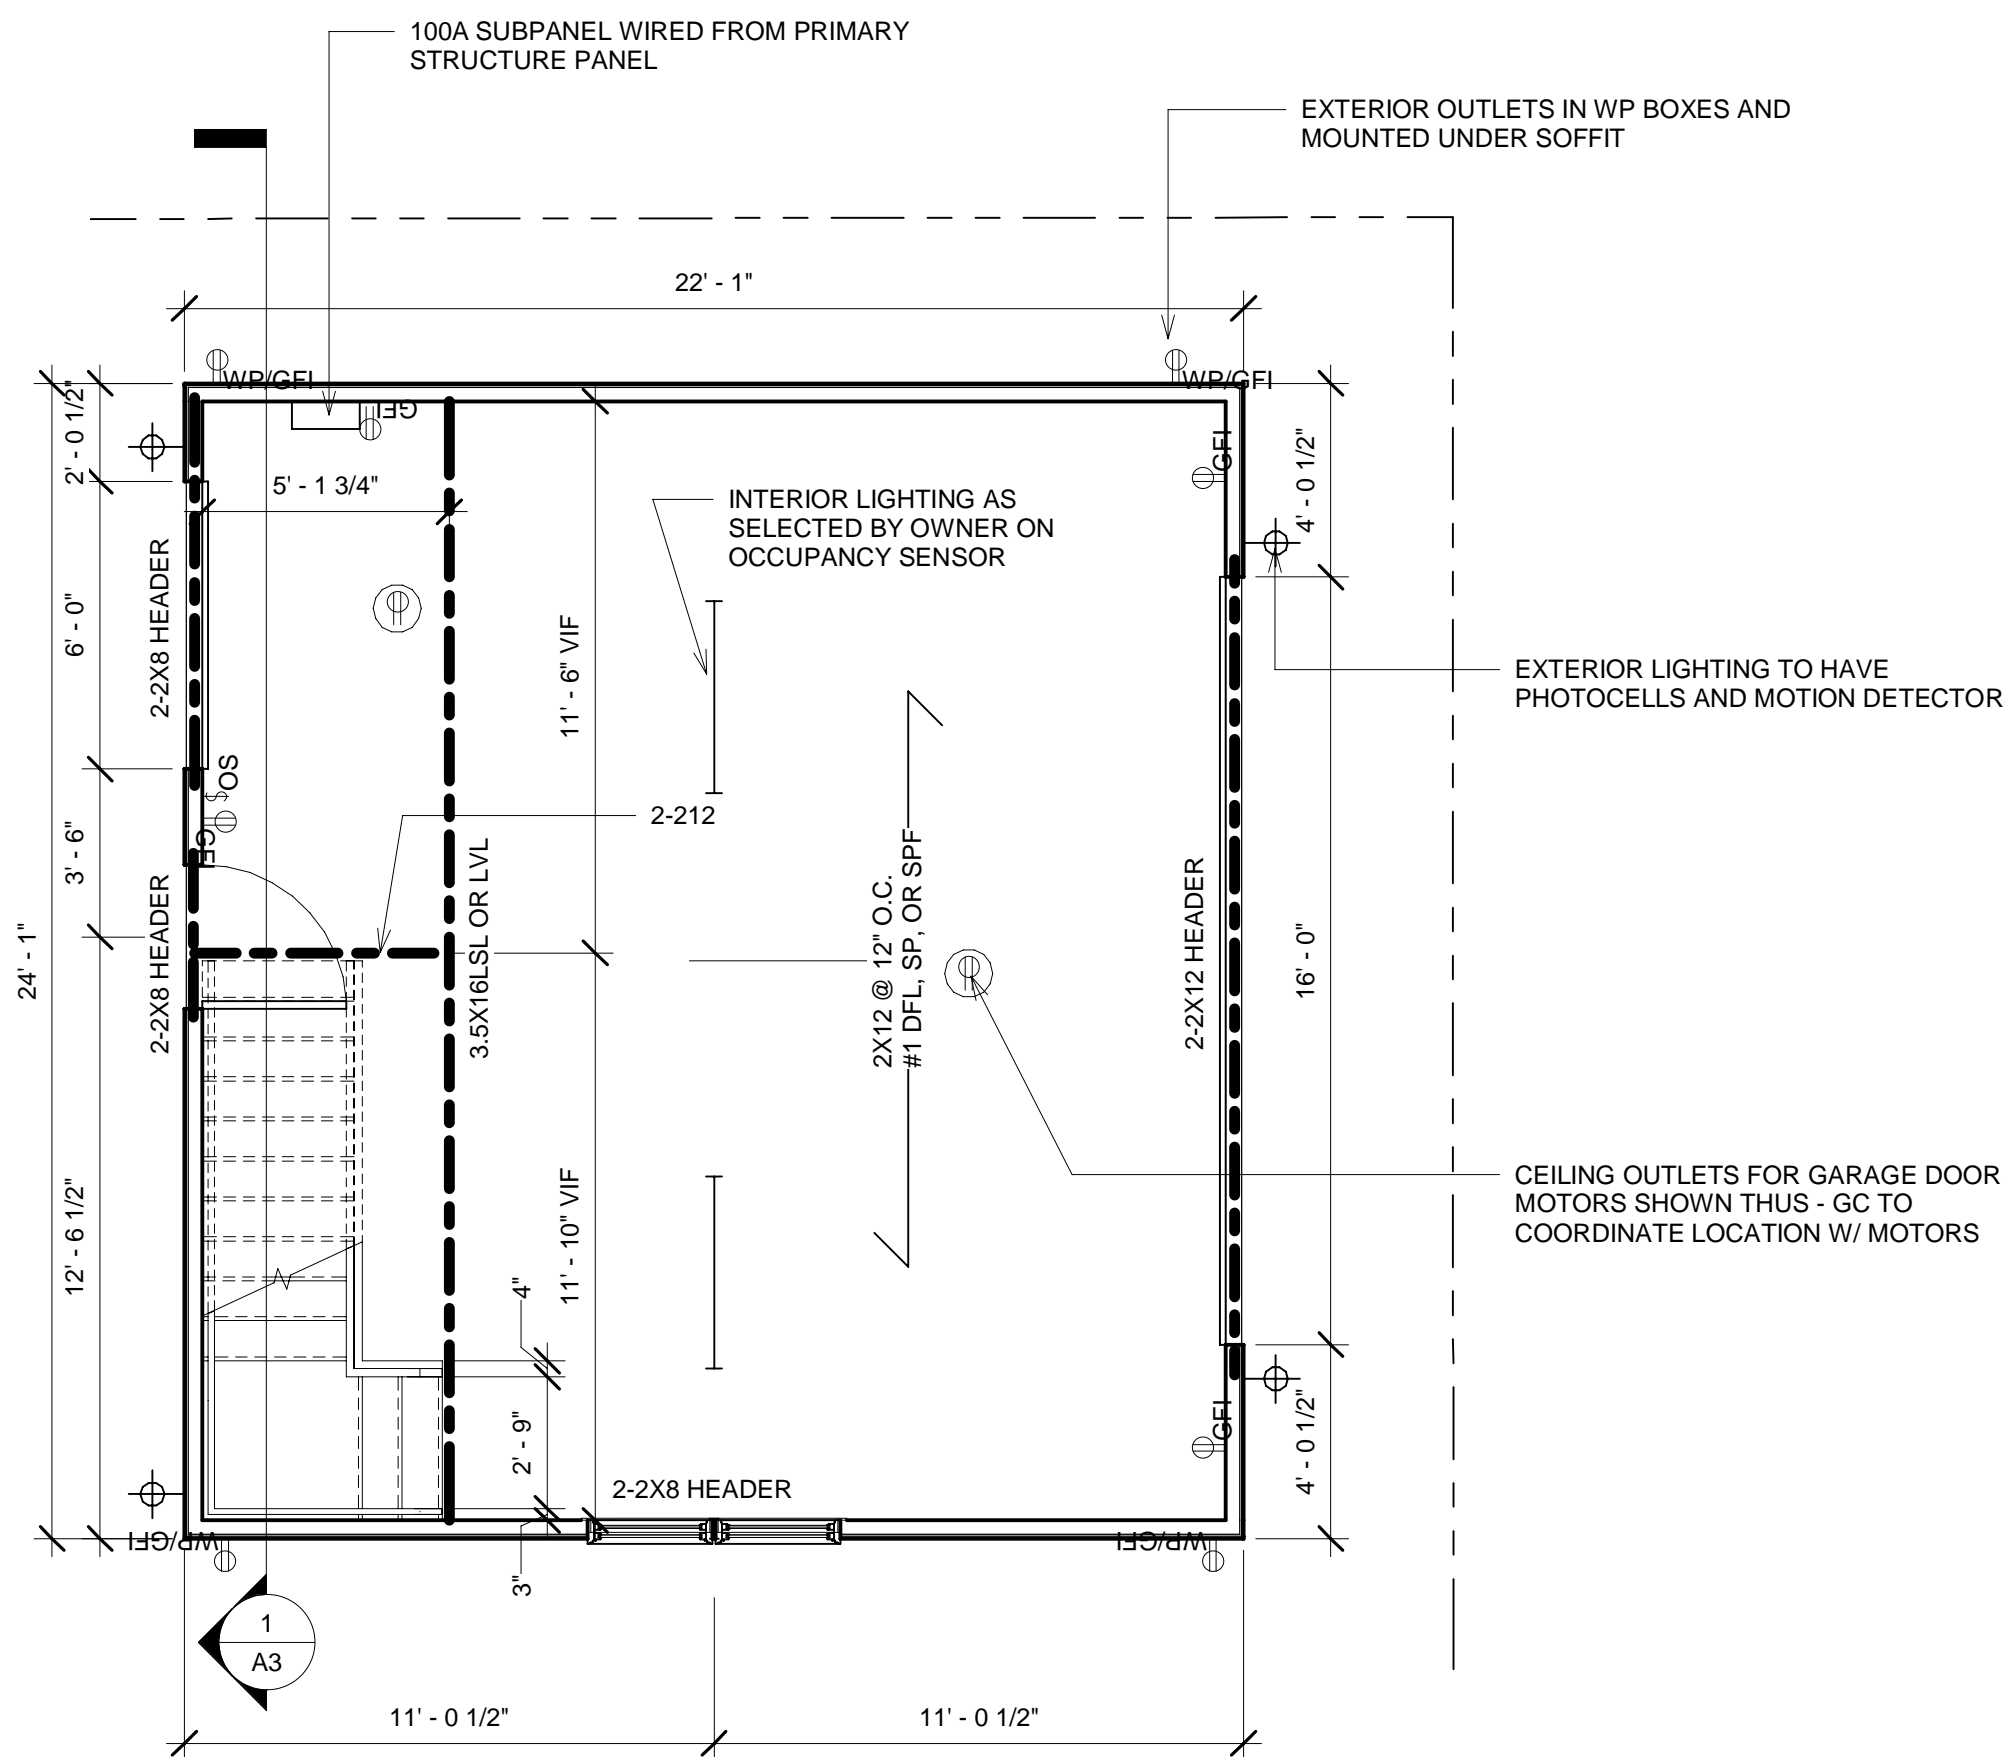 100A SUBPANEL WIRED FROM PRIMARY
STRUCTURE PANEL
EXTERIOR OUTLETS IN WP BOXES AND
MOUNTED UNDER SOFFIT
22' - 1"
WP/GFI
WP/GFI
GFI
GFI
2' - 0 1/2"
4' - 0 1/2"
5' - 1 3/4"
INTERIOR LIGHTING AS
SELECTED BY OWNER ON
OCCUPANCY SENSOR
2-2X8 HEADER
6' - 0"
11' - 6" VIF
EXTERIOR LIGHTING TO HAVE
PHOTOCELLS AND MOTION DETECTOR
SO
$
GFI
2-212
3' - 6"
2-2X8 HEADER
24' - 1"
3.5X16LSL OR LVL
2X12 @ 12" O.C.
#1 DFL, SP, OR SPF
2-2X12 HEADER
16' - 0"
12' - 6 1/2"
11' - 10" VIF
CEILING OUTLETS FOR GARAGE DOOR
MOTORS SHOWN THUS - GC TO
COORDINATE LOCATION W/ MOTORS
4"
2' - 9"
GFI
4' - 0 1/2"
2-2X8 HEADER
WP/GFI
WP/GFI
3"
1
A3
11' - 0 1/2"
11' - 0 1/2"